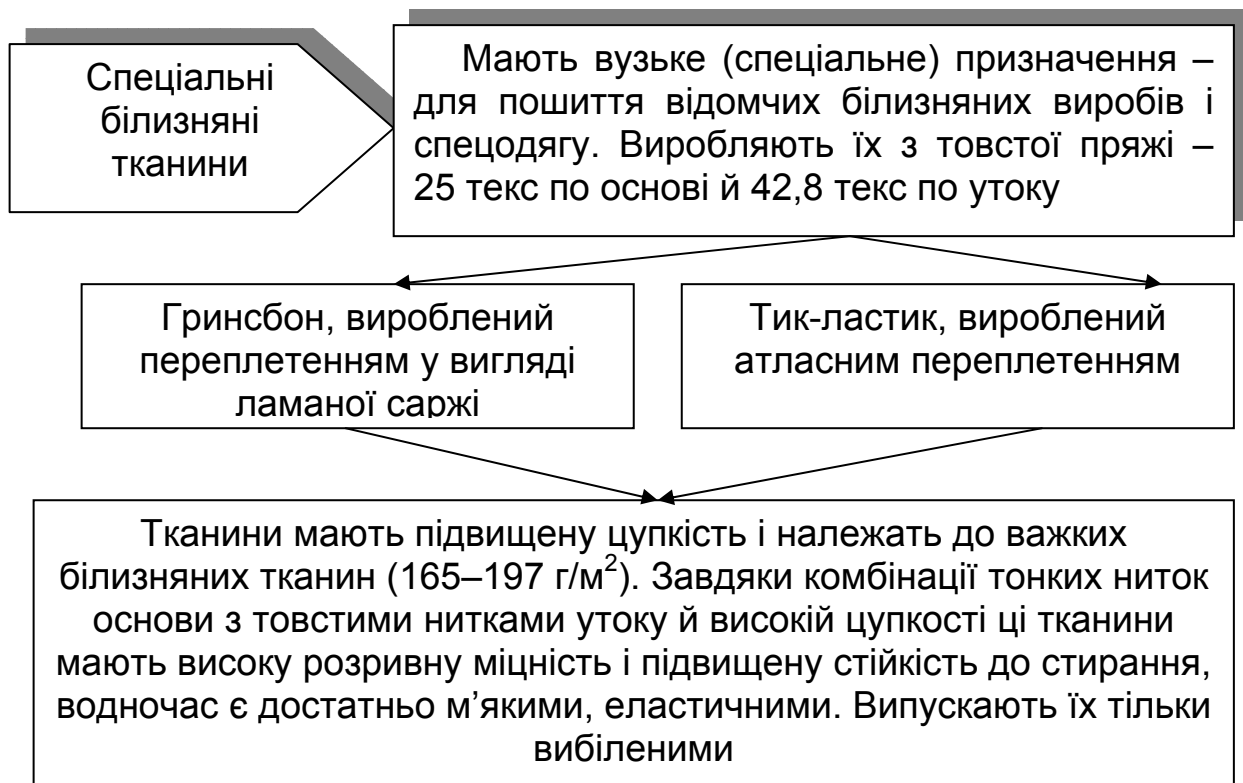 Спеціальні
білизняні
тканини
Мають вузьке (спеціальне) призначення –
для пошиття відомчих білизняних виробів і
спецодягу. Виробляють їх з товстої пряжі –
25 текс по основі й 42,8 текс по утоку
Гринсбон, вироблений
переплетенням у вигляді
ламаної саржі
Тик-ластик, вироблений
атласним переплетенням
Тканини мають підвищену цупкість і належать до важких
білизняних тканин (165–197 г/м²). Завдяки комбінації тонких ниток
основи з товстими нитками утоку й високій цупкості ці тканини
мають високу розривну міцність і підвищену стійкість до стирання,
водночас є достатньо м’якими, еластичними. Випускають їх тільки
вибіленими